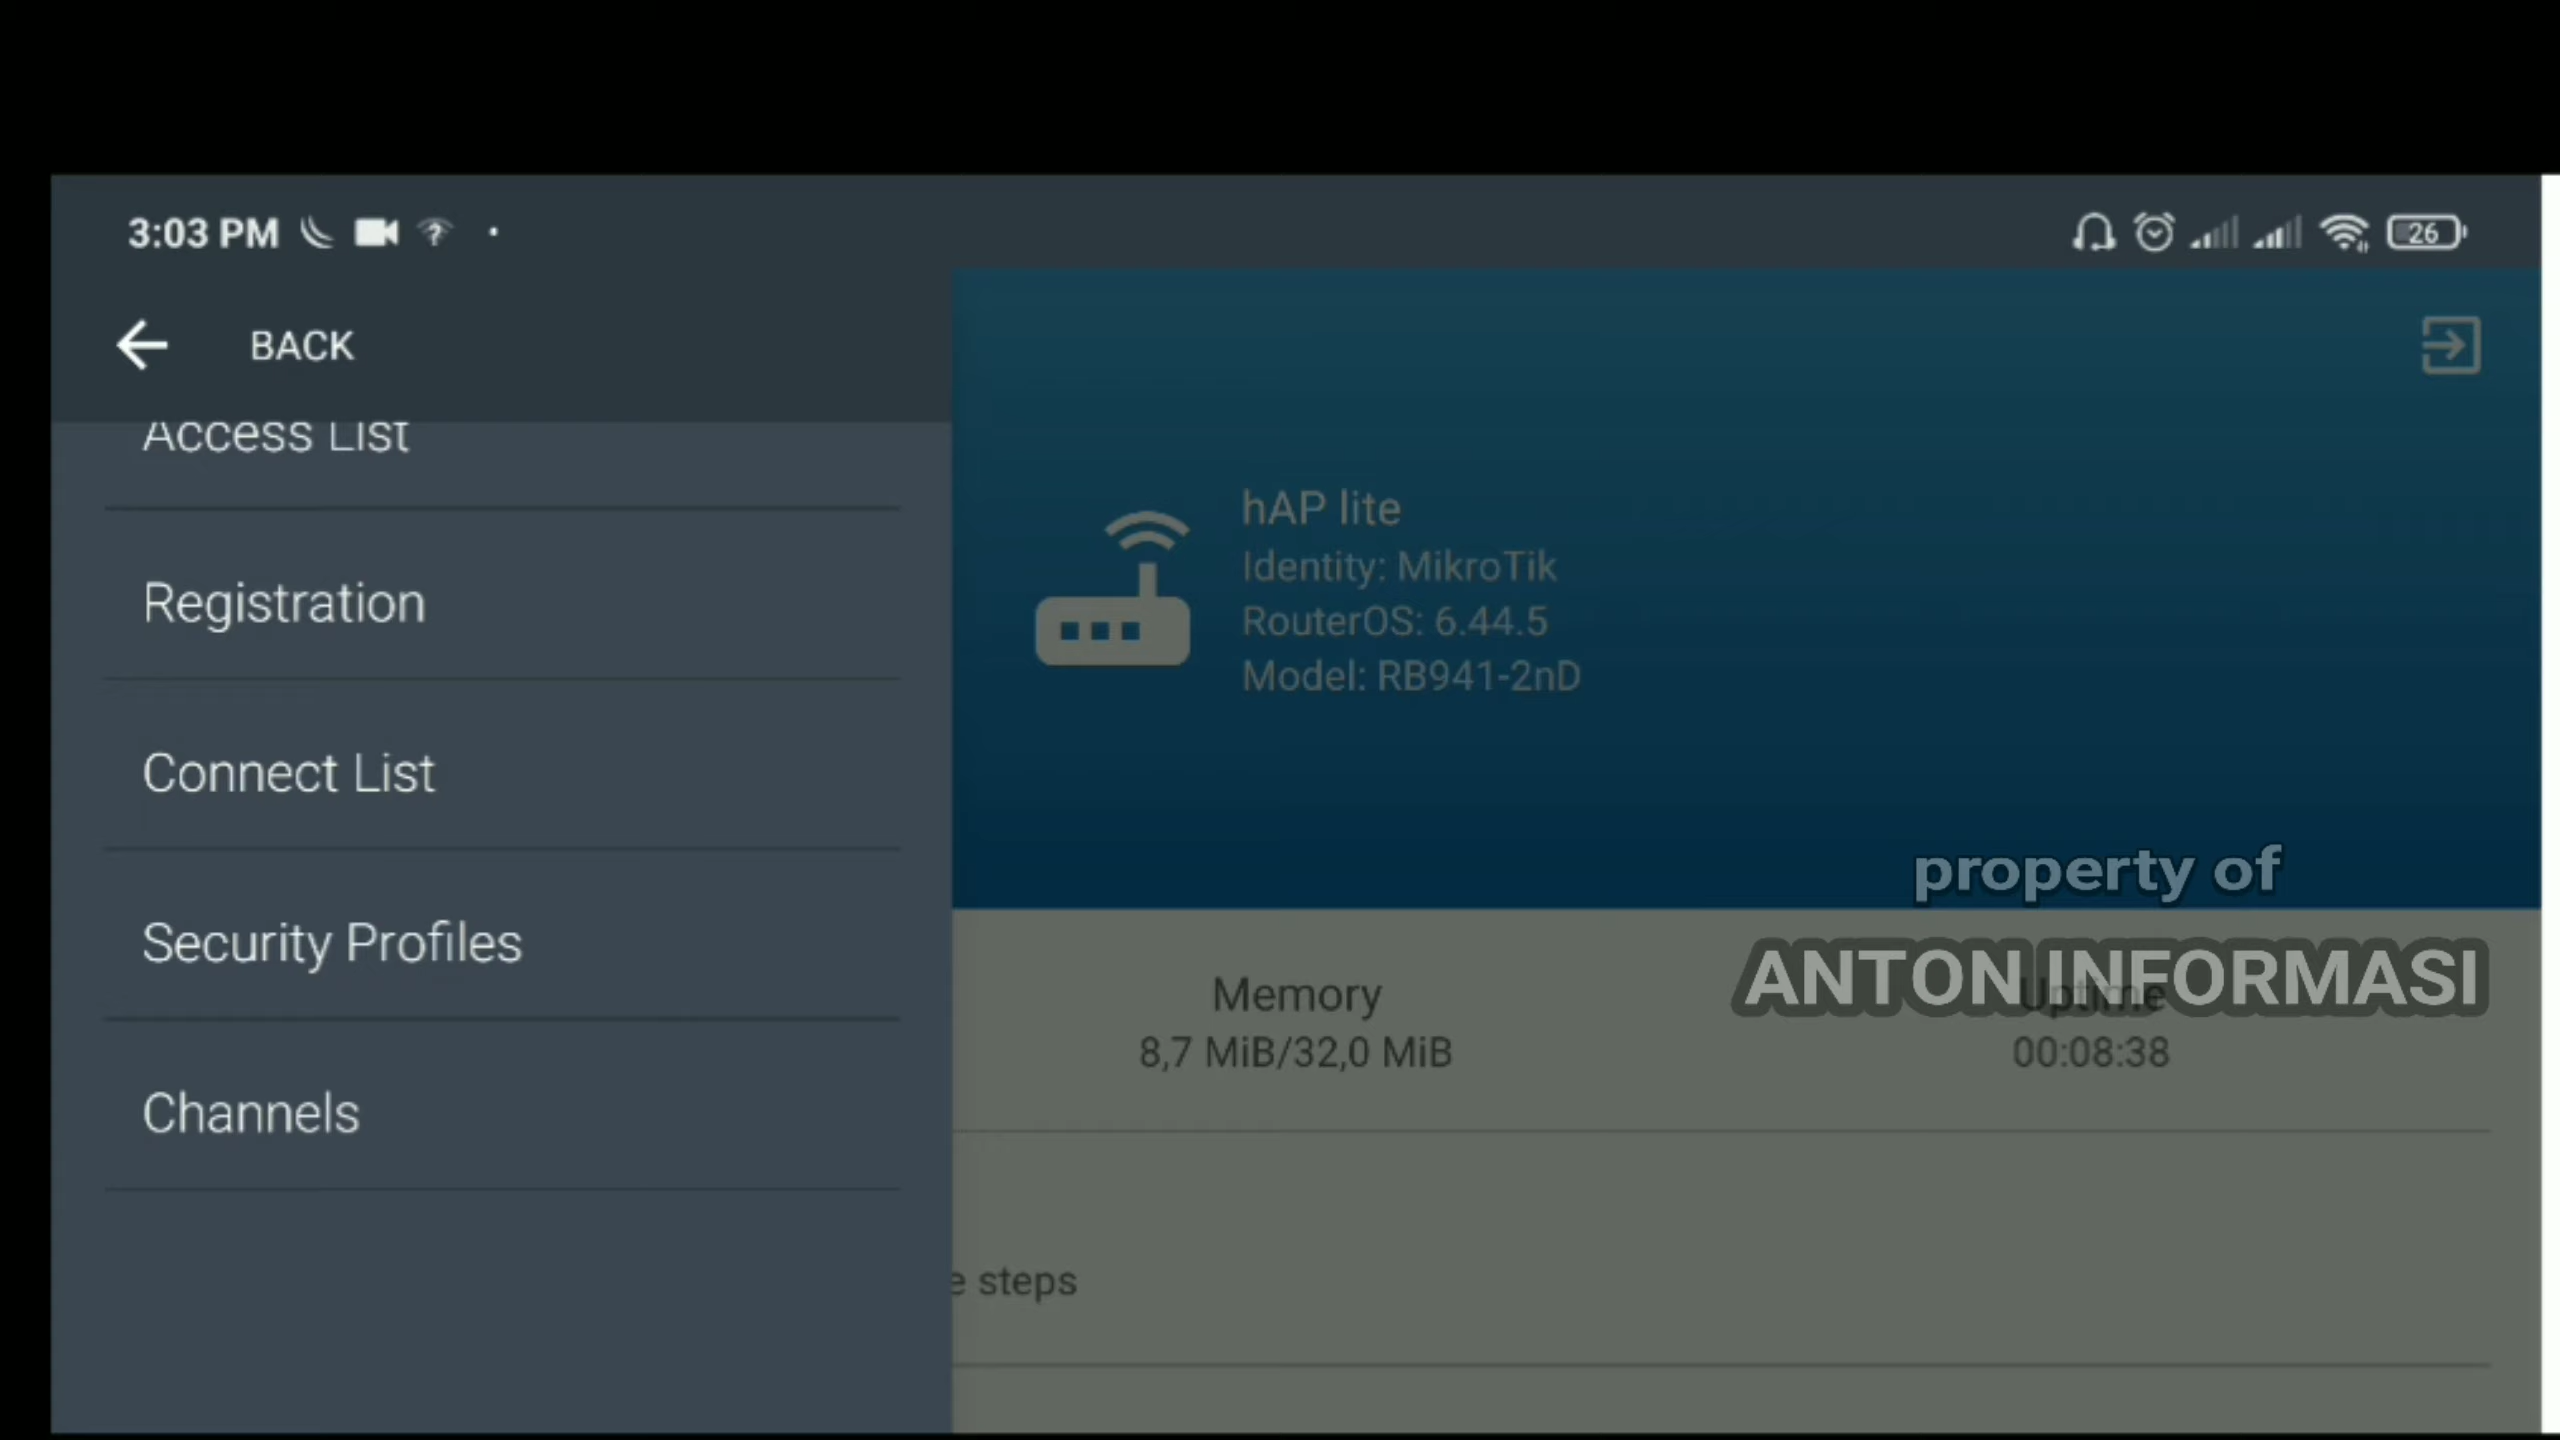 3:03 PM
26
BACK
Access List
Registration
Connect List
Security Profiles
Channels
hAP lite
Identity: MikroTik
RouterOS: 6.44.5
Model: RB941-2nD
property of
ANTON INFORMASI
Memory
8,7 MiB/32,0 MiB
Uptime
00:08:38
e steps